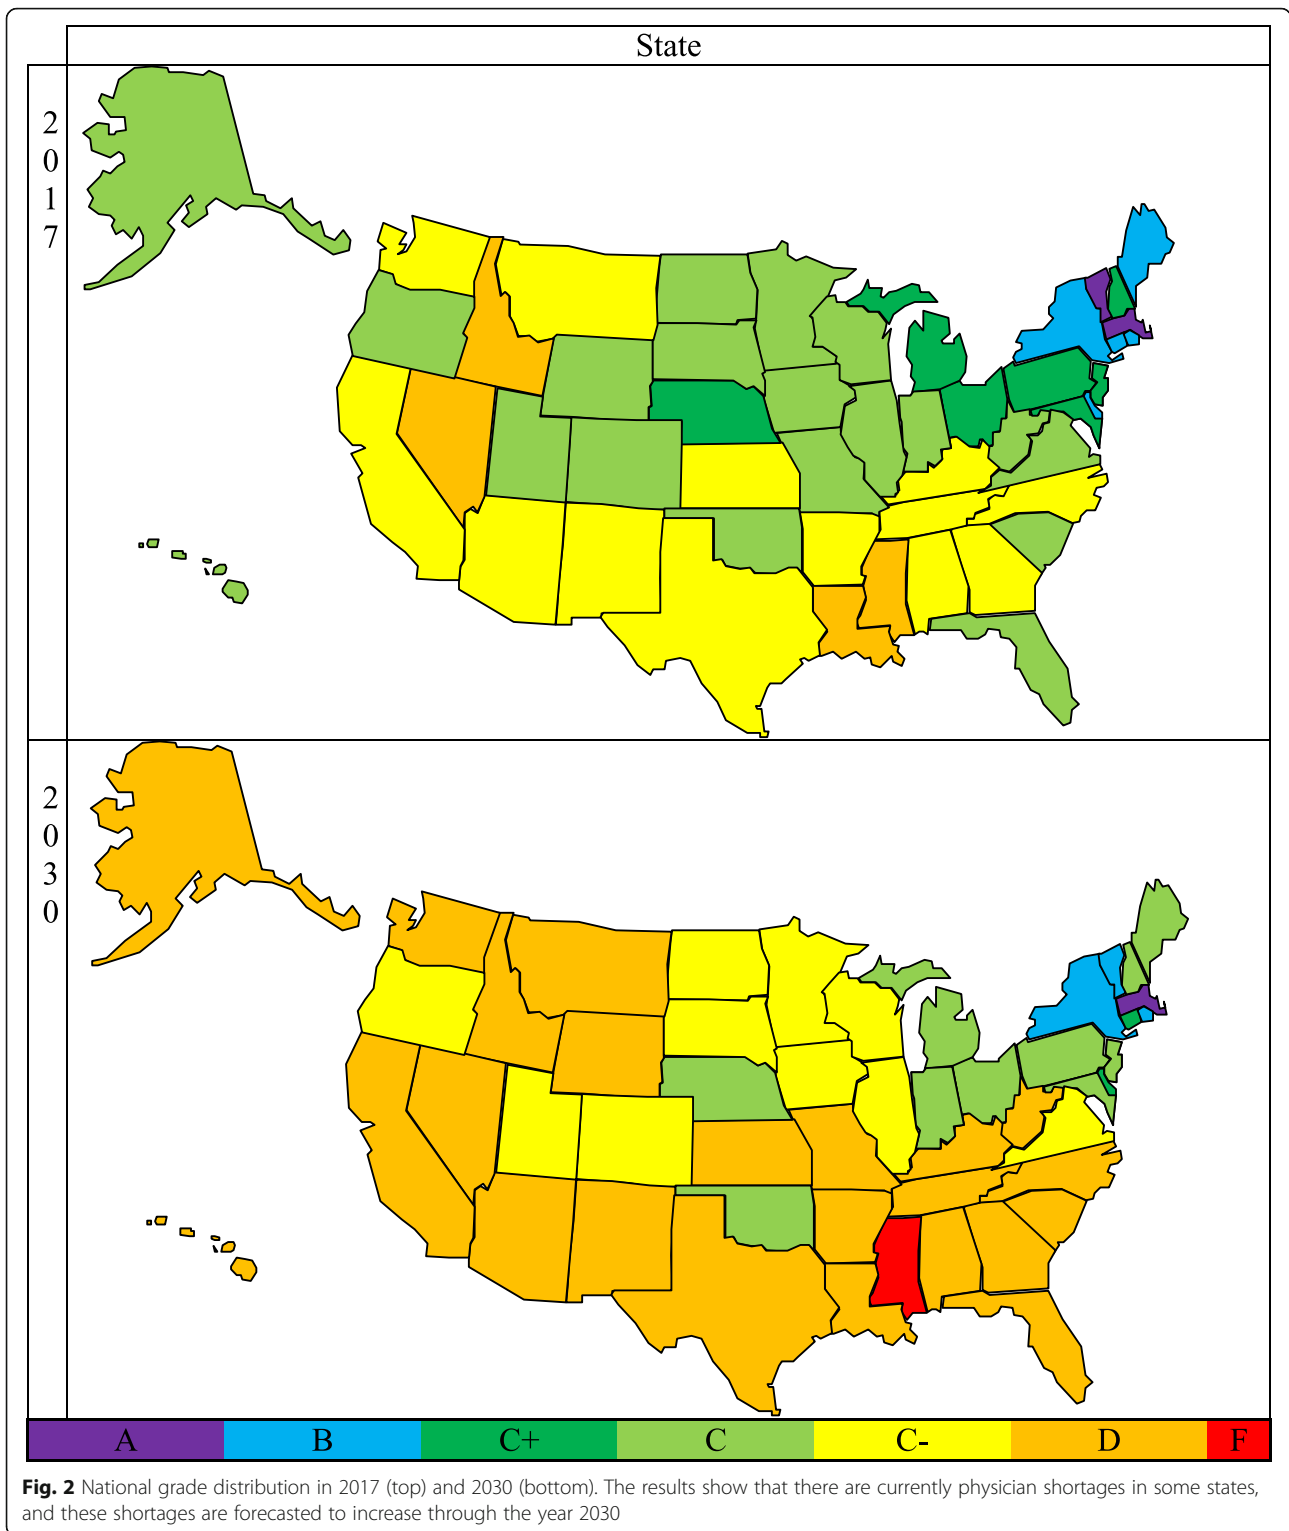 State
2
0
1
7
2
0
3
0
A B C+ C C- D F
Fig. 2 National grade distribution in 2017 (top) and 2030 (bottom). The results show that there are currently physician shortages in some states,
and these shortages are forecasted to increase through the year 2030